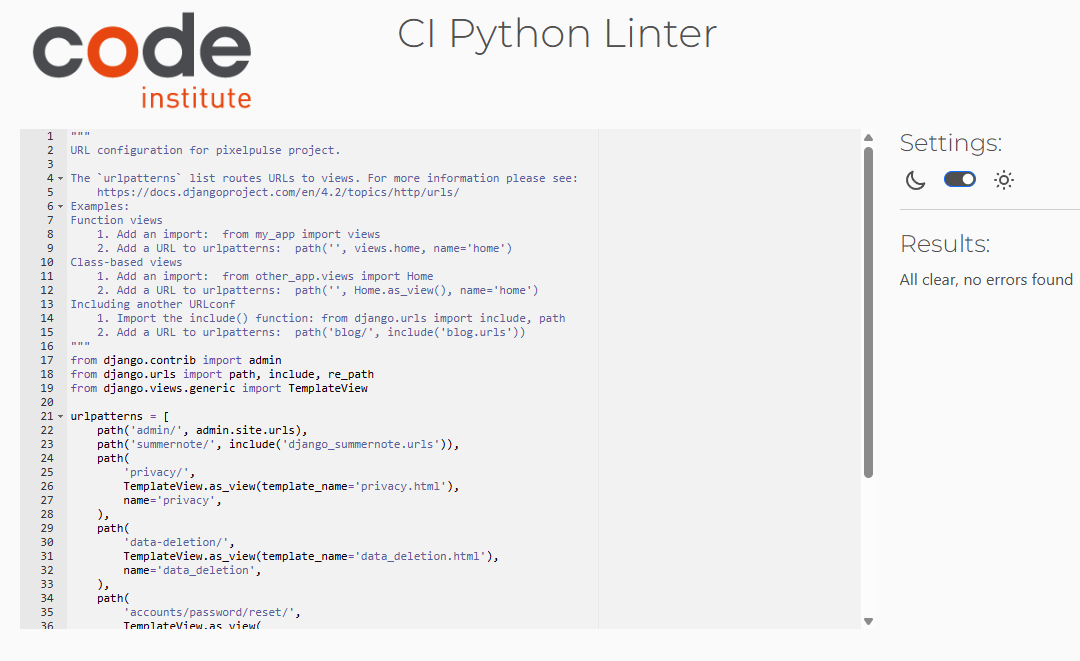 code
institute
CI Python Linter
1 """
2 URL configuration for pixelpulse project.
3
4 The `urlpatterns` list routes URLs to views. For more information please see:
5     https://docs.djangoproject.com/en/4.2/topics/http/urls/
6 Examples:
7 Function views
8     1. Add an import:  from my_app import views
9     2. Add a URL to urlpatterns:  path('', views.home, name='home')
10 Class-based views
11     1. Add an import:  from other_app.views import Home
12     2. Add a URL to urlpatterns:  path('', Home.as_view(), name='home')
13 Including another URLconf
14     1. Import the include() function: from django.urls import include, path
15     2. Add a URL to urlpatterns:  path('blog/', include('blog.urls'))
16 """
17 from django.contrib import admin
18 from django.urls import path, include, re_path
19 from django.views.generic import TemplateView
20
21 urlpatterns = [
22     path('admin/', admin.site.urls),
23     path('summernote/', include('django_summernote.urls')),
24     path(
25         'privacy/',
26         TemplateView.as_view(template_name='privacy.html'),
27         name='privacy',
28     ),
29     path(
30         'data-deletion/',
31         TemplateView.as_view(template_name='data_deletion.html'),
32         name='data_deletion',
33     ),
34     path(
35         'accounts/password/reset/',
36         TemplateView.as_view(
Settings:
Results:
All clear, no errors found